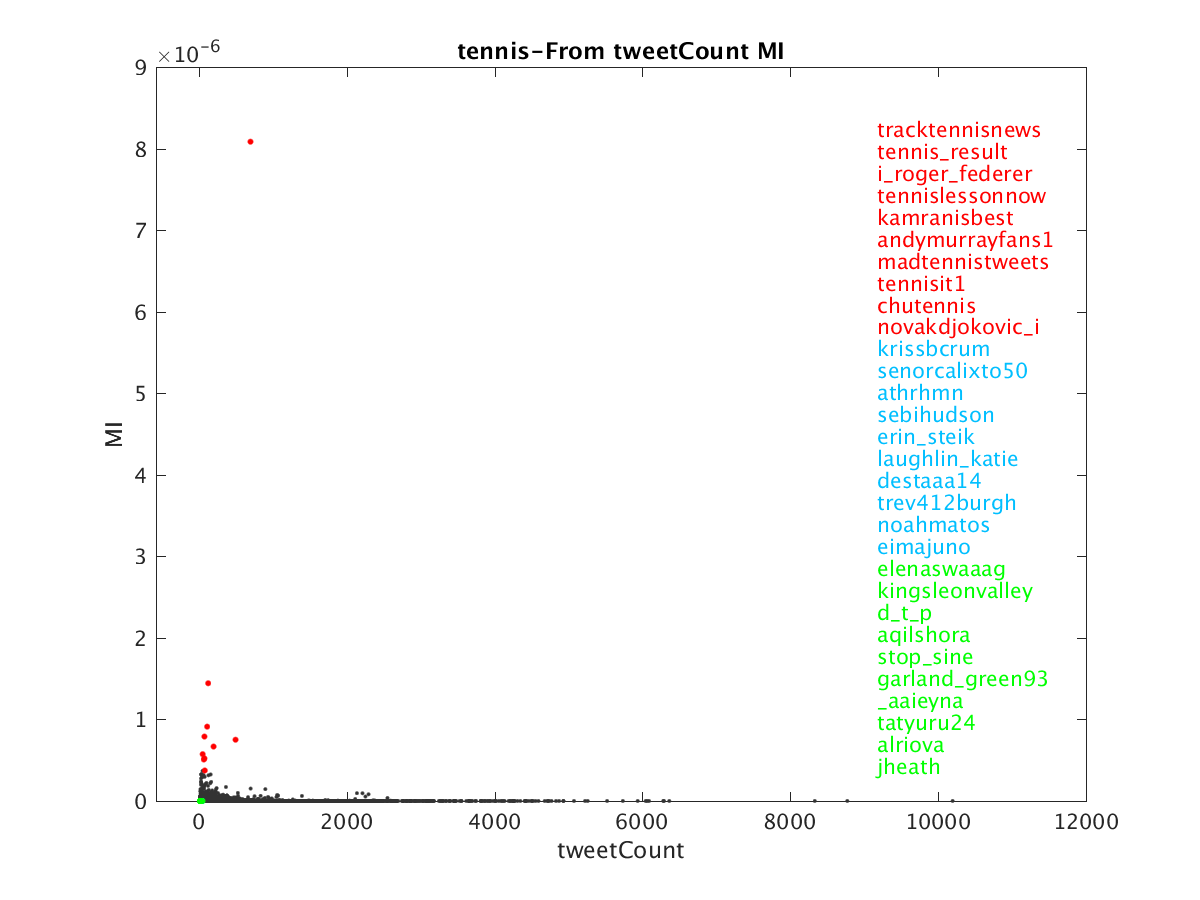 tennis-From tweetCount MI
×10⁻⁶
9
8
7
6
5
4
3
2
1
0
MI
0 2000 4000 6000 8000 10000 12000
tweetCount
tracktennisnews
tennis_result
i_roger_federer
tennislessonnow
kamranisbest
andymurrayfans1
madtennistweets
tennisit1
chutennis
novakdjokovic_i
krissbcrum
senorcalixto50
athrhmn
sebihudson
erin_steik
laughlin_katie
destaaa14
trev412burgh
noahmatos
eimajuno
elenaswaaag
kingsleonvalley
d_t_p
aqilshora
stop_sine
garland_green93
_aaieyna
tatyuru24
alriova
jheath